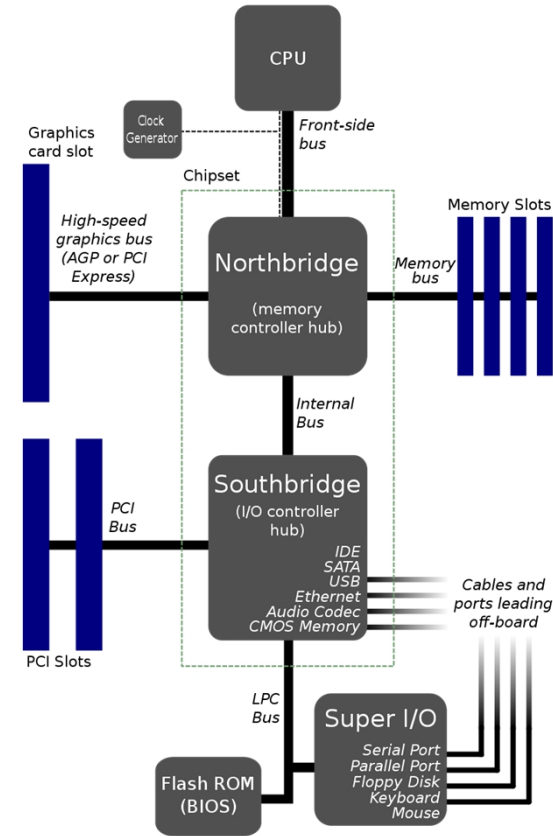 CPU
Clock
Generator
Front-side
bus
Graphics
card slot
Chipset
High-speed
graphics bus
(AGP or PCI
Express)
Northbridge
(memory
controller hub)
Memory
bus
Memory Slots
Internal
Bus
Southbridge
(I/O controller
hub)
IDE
SATA
USB
Ethernet
Audio Codec
CMOS Memory
PCI
Bus
PCI Slots
Cables and
ports leading
off-board
LPC
Bus
Super I/O
Serial Port
Parallel Port
Floppy Disk
Keyboard
Mouse
Flash ROM
(BIOS)